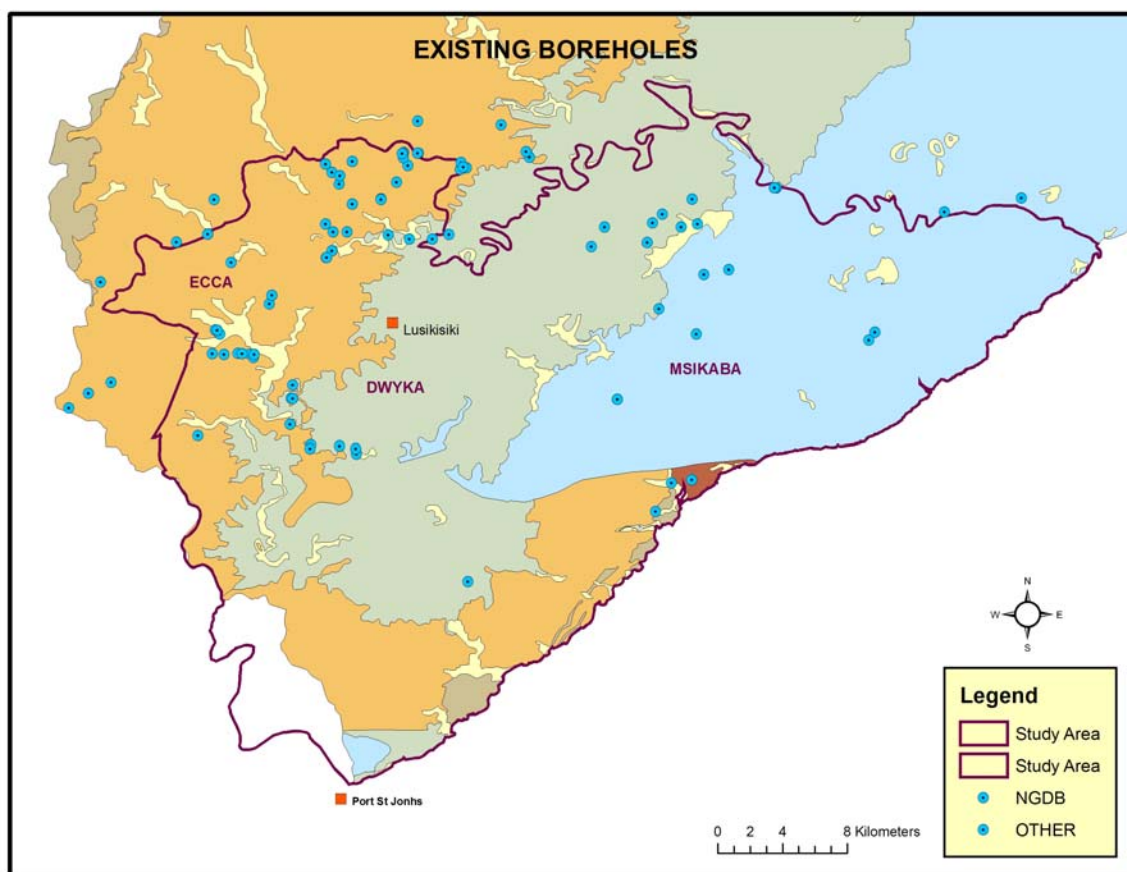 EXISTING BOREHOLES
ECCA
Lusikisiki
DWYKA
MSIKABA
N
W E
S
Legend
Study Area
Study Area
NGDB
OTHER
Port St Jonhs
0 2 4 8 Kilometers